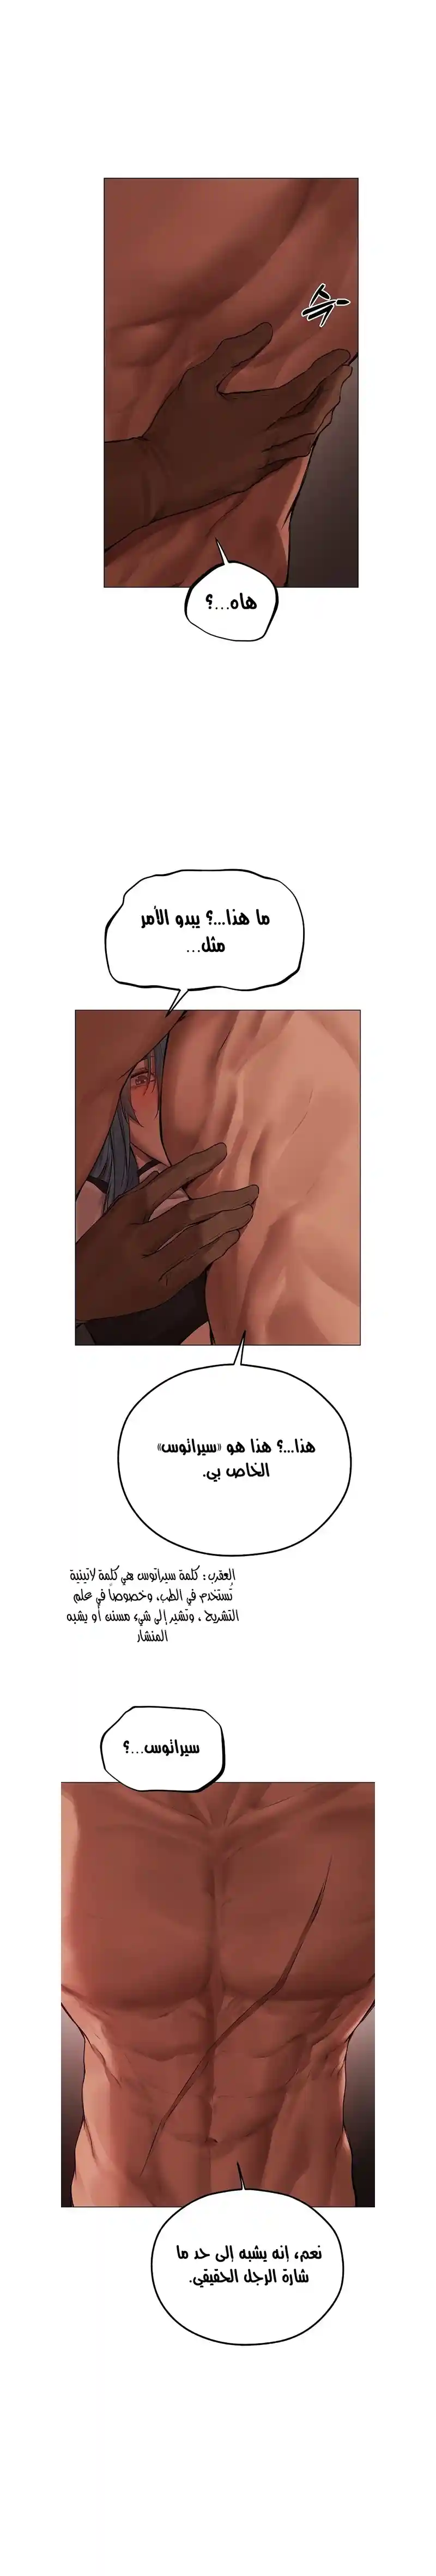 هاه...؟
ما هذا...؟ يبدو الأمر
مثل...
هذا...؟ هذا هو «سيراتوس»
الخاص بي.
العقرب: كلمة سيراتوس هي كلمة لاتينية
تُستخدم في الطب، وخصوصاً في علم
التشريح، وتشير إلى شيء مسنن أو يشبه
المنشار
سيراتوس...؟
نعم، إنه يشبه إلى حد ما
شارة الرجل الحقيقي.